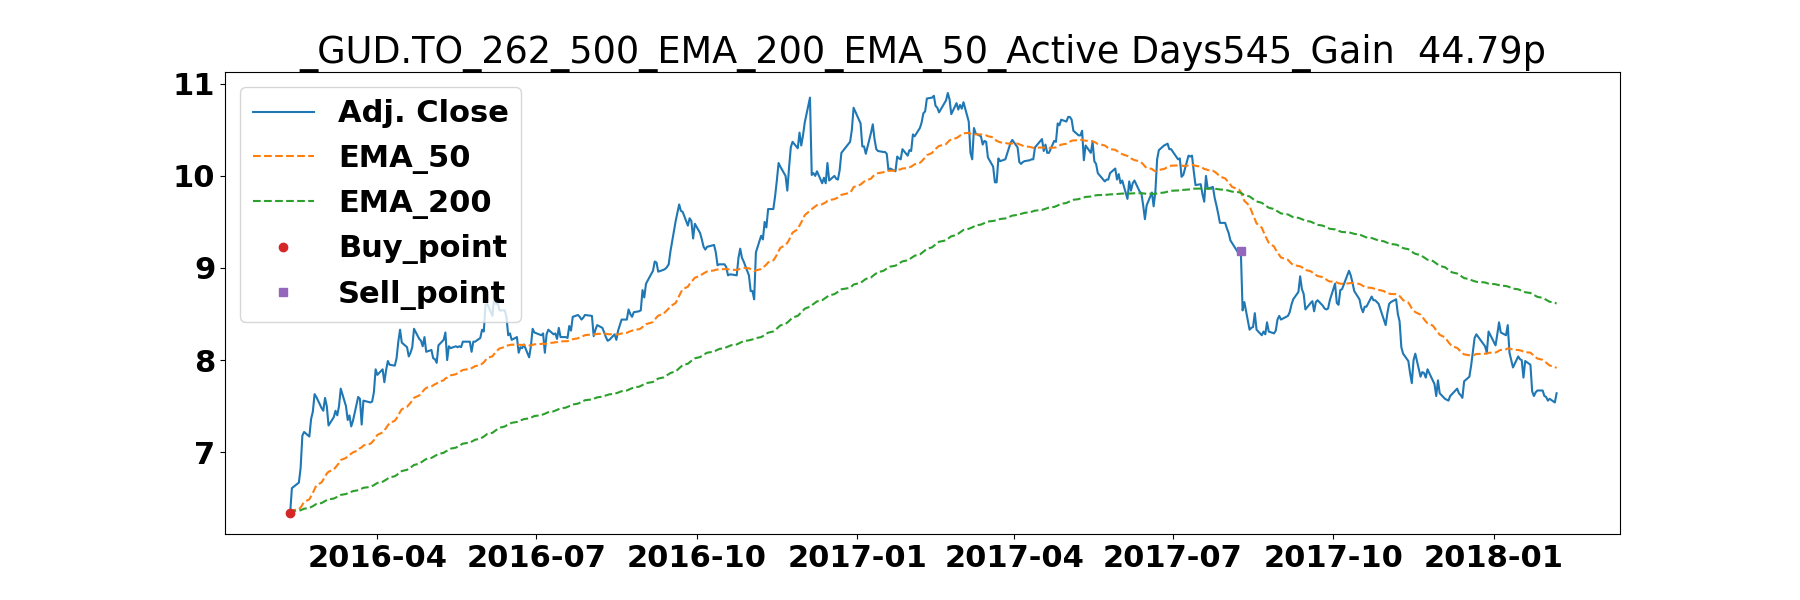 _GUD.TO_262_500_EMA_200_EMA_50_Active Days545_Gain  44.79p
11
10
9
8
7
Adj. Close
EMA_50
EMA_200
Buy_point
Sell_point
2016-04 2016-07 2016-10 2017-01 2017-04 2017-07 2017-10 2018-01